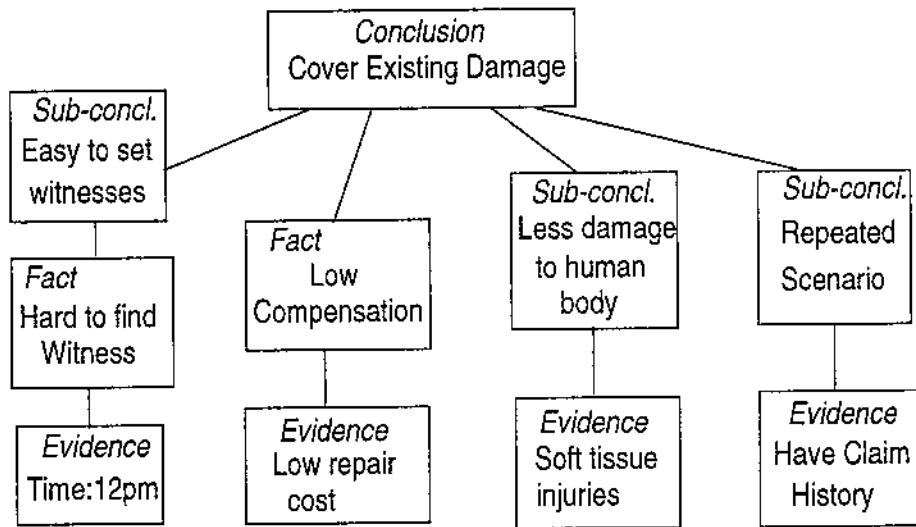 Conclusion
Cover Existing Damage
Sub-concl.
Easy to set
witnesses
Fact
Hard to find
Witness
Evidence
Time:12pm
Fact
Low
Compensation
Evidence
Low repair
cost
Sub-concl.
Less damage
to human
body
Evidence
Soft tissue
injuries
Sub-concl.
Repeated
Scenario
Evidence
Have Claim
History